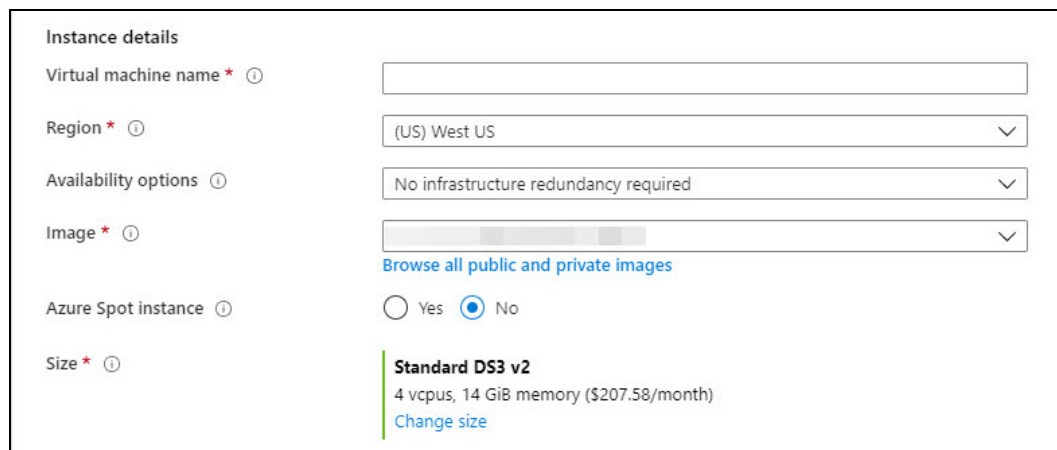 Instance details
Virtual machine name *
Region *
(US) West US
Availability options
No infrastructure redundancy required
Image *
Browse all public and private images
Azure Spot instance
Yes No
Size *
Standard DS3 v2
4 vcpus, 14 GiB memory ($207.58/month)
Change size